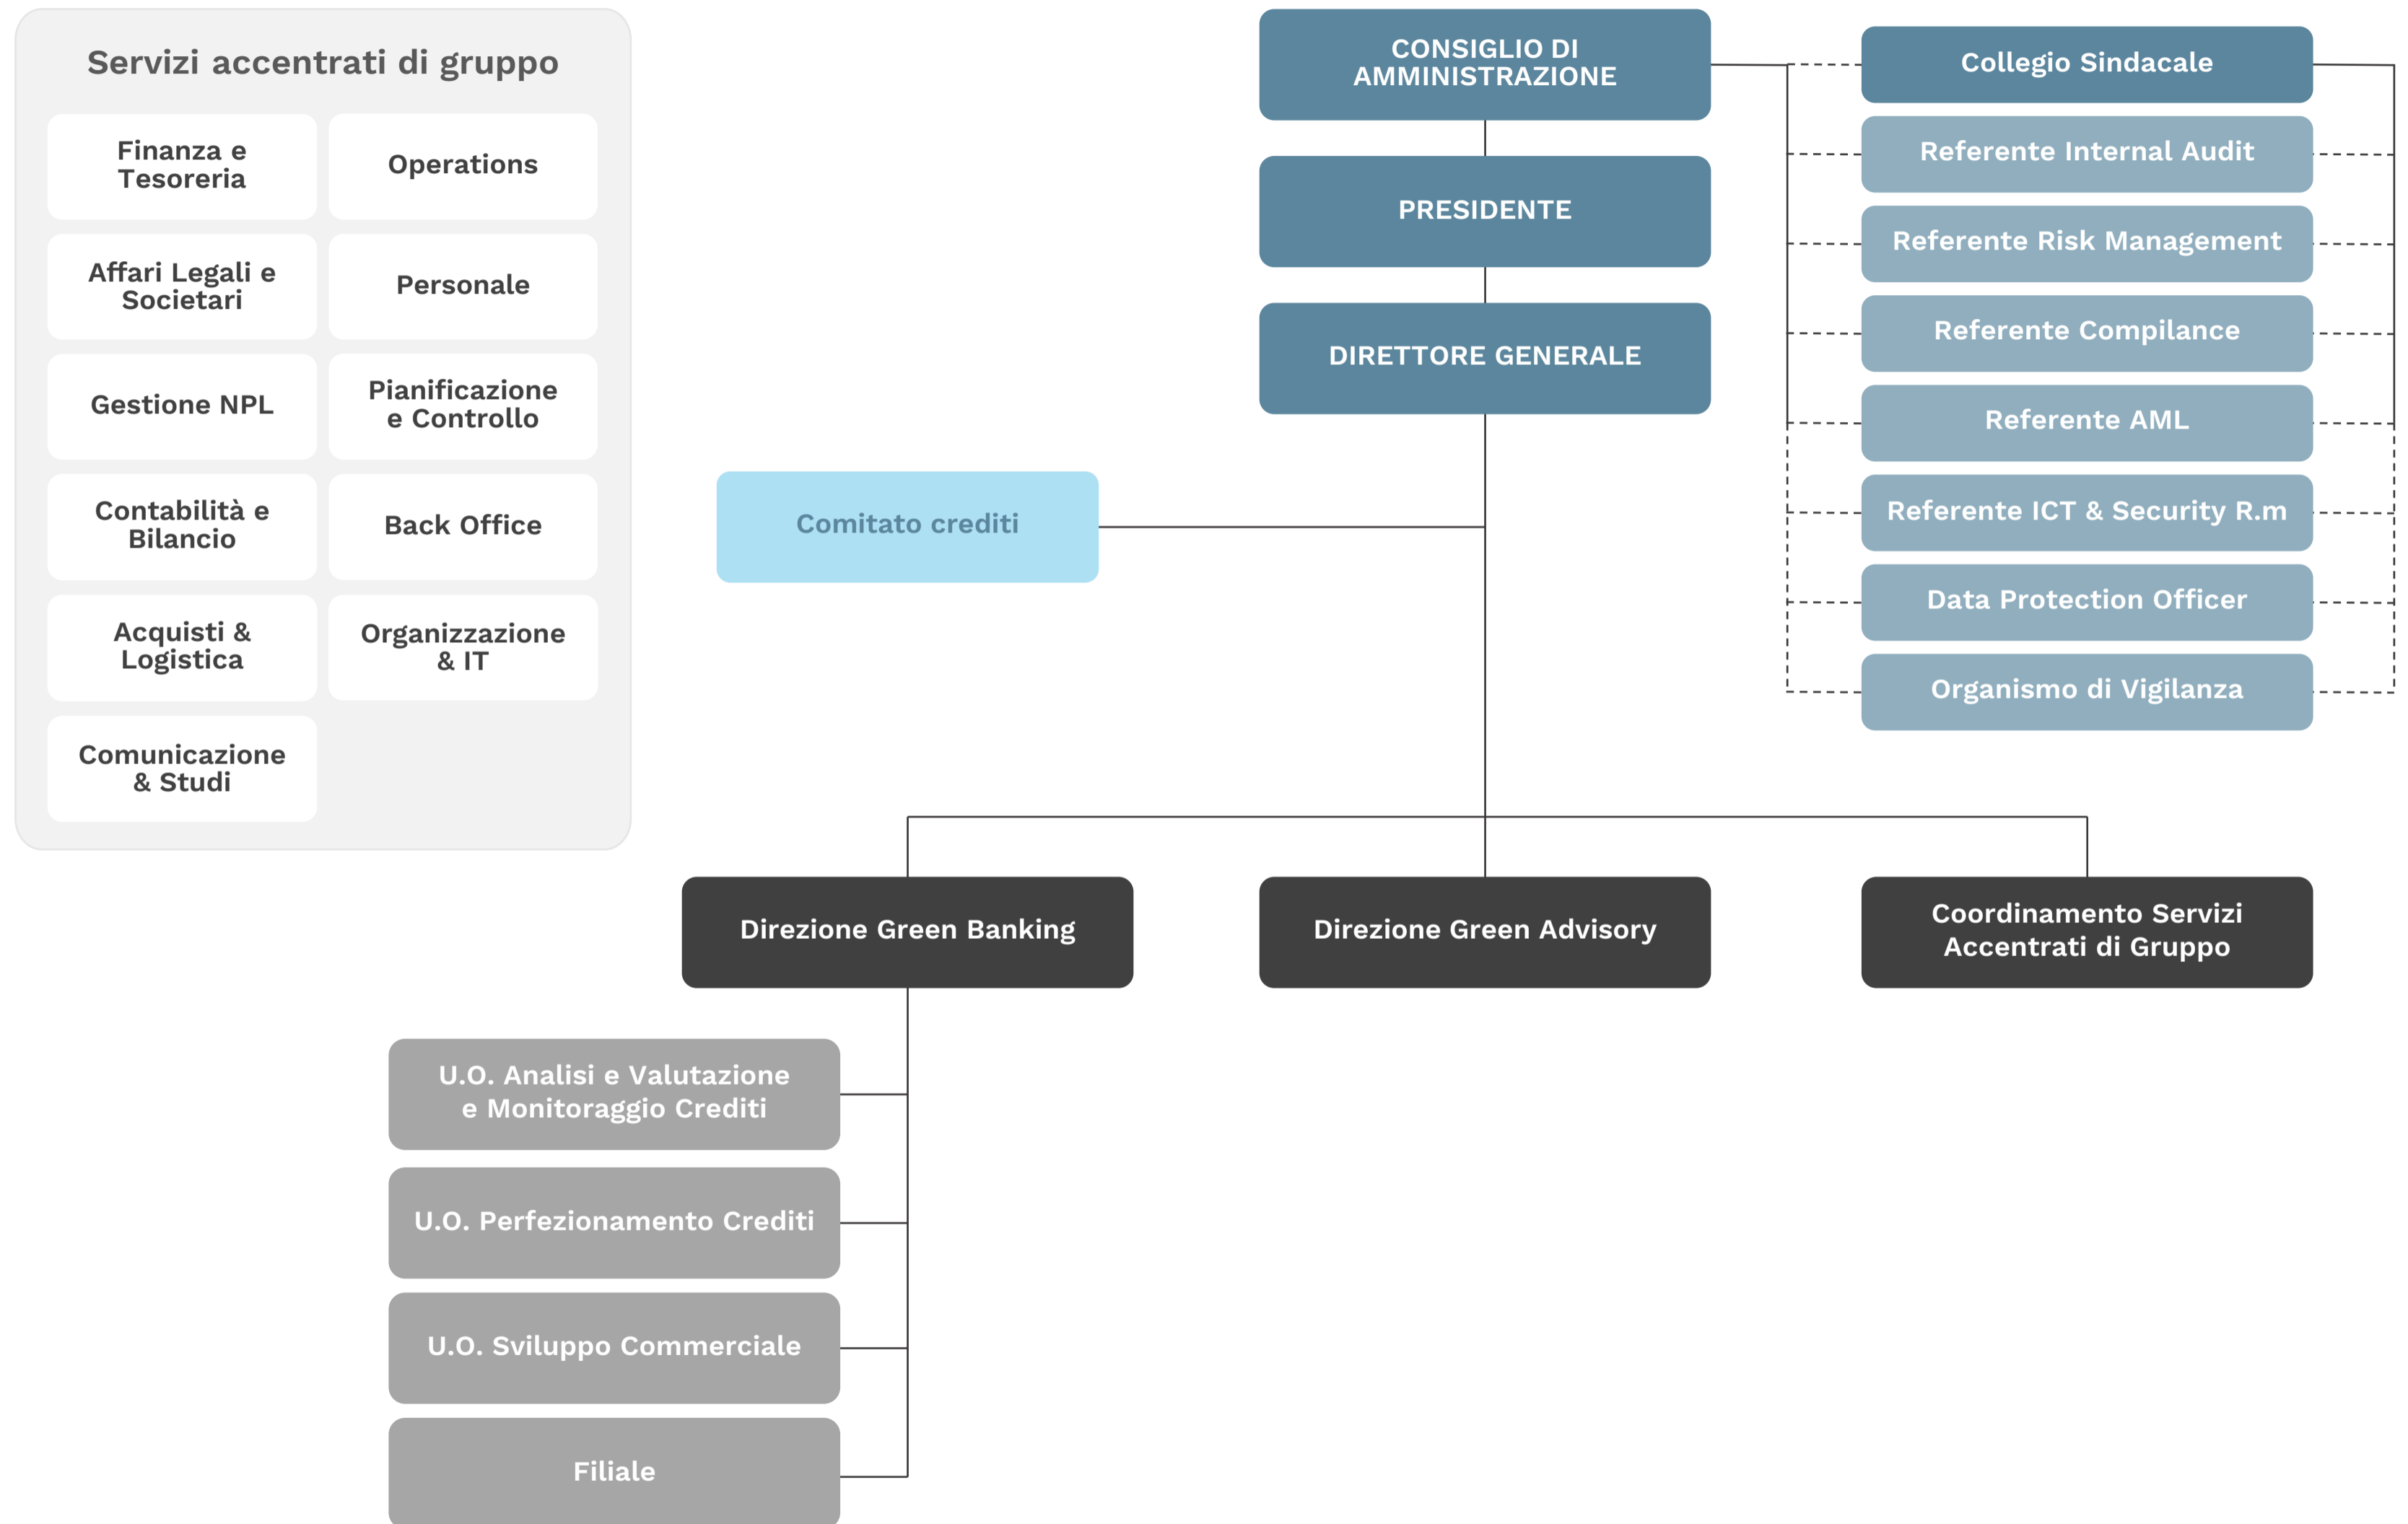 Servizi accentrati di gruppo
Finanza e
Tesoreria
Operations
Affari Legali e
Societari
Personale
Gestione NPL
Pianificazione
e Controllo
Contabilità e
Bilancio
Back Office
Acquisti &
Logistica
Organizzazione
& IT
Comunicazione
& Studi
CONSIGLIO DI
AMMINISTRAZIONE
PRESIDENTE
DIRETTORE GENERALE
Comitato crediti
Collegio Sindacale
Referente Internal Audit
Referente Risk Management
Referente Compilance
Referente AML
Referente ICT & Security R.m
Data Protection Officer
Organismo di Vigilanza
Direzione Green Banking
Direzione Green Advisory
Coordinamento Servizi
Accentrati di Gruppo
U.O. Analisi e Valutazione
e Monitoraggio Crediti
U.O. Perfezionamento Crediti
U.O. Sviluppo Commerciale
Filiale